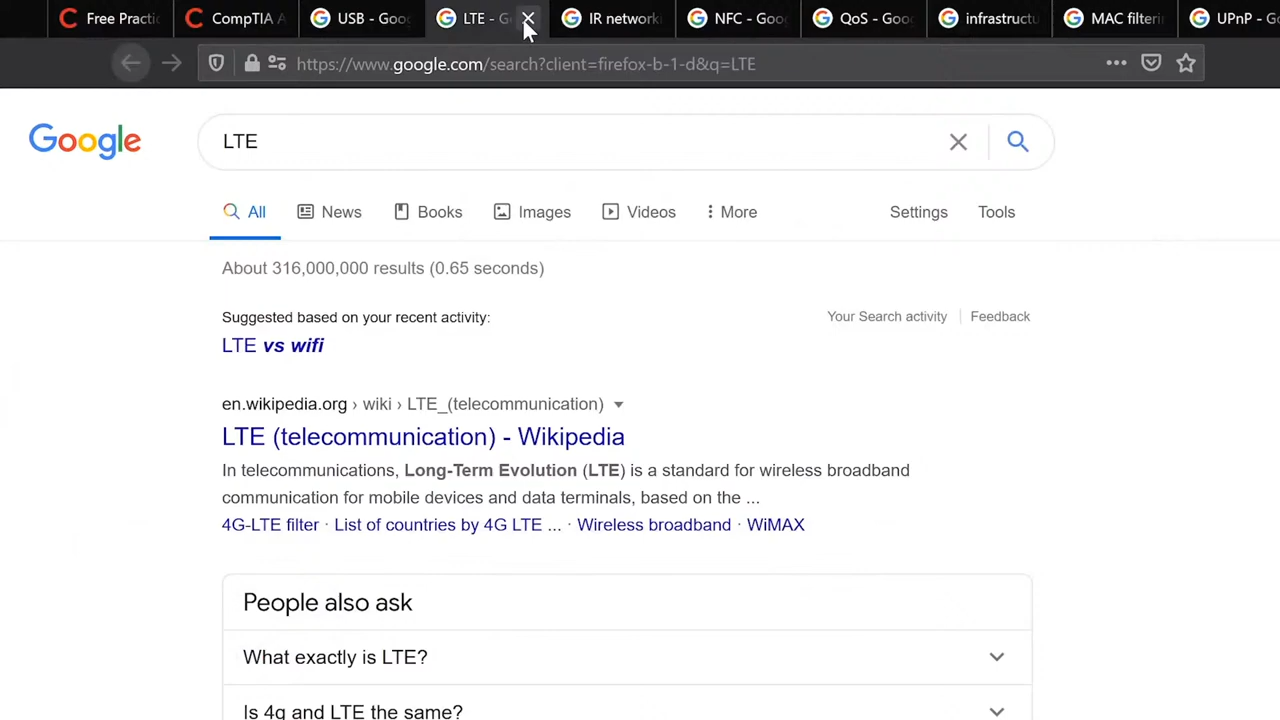 Free Practic
CompTIA A
USB - Goo
LTE - G
IR network
NFC - Goo
QoS - Goo
infrastructu
MAC filterin
UPnP - G
https://www.google.com/search?client=firefox-b-1-d&q=LTE
Google
LTE
All
News
Books
Images
Videos
More
Settings
Tools
About 316,000,000 results (0.65 seconds)
Suggested based on your recent activity:
Your Search activity
Feedback
LTE vs wifi
en.wikipedia.org › wiki › LTE_(telecommunication)
LTE (telecommunication) - Wikipedia
In telecommunications, Long-Term Evolution (LTE) is a standard for wireless broadband
communication for mobile devices and data terminals, based on the ...
4G-LTE filter · List of countries by 4G LTE ... · Wireless broadband · WiMAX
People also ask
What exactly is LTE?
Is 4g and LTE the same?